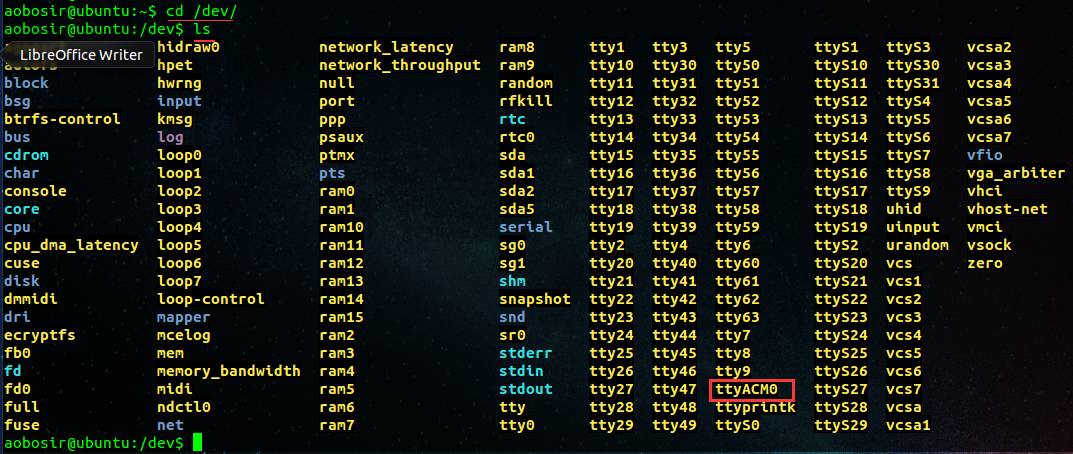 aobosir@ubuntu:~$ cd /dev/
aobosir@ubuntu:/dev$ ls
hidraw0 network_latency ram8 tty1 tty3 tty5 ttyS1 ttyS3 vcsa2
LibreOffice Writer
hpet network_throughput ram9 tty10 tty30 tty50 ttyS10 ttyS30 vcsa3
block hwrng null random tty11 tty31 tty51 ttyS11 ttyS31 vcsa4
bsg input port rfkill tty12 tty32 tty52 ttyS12 ttyS4 vcsa5
btrfs-control kmsg ppp rtc tty13 tty33 tty53 ttyS13 ttyS5 vcsa6
bus log psaux rtc0 tty14 tty34 tty54 ttyS14 ttyS6 vcsa7
cdrom loop0 ptmx sda tty15 tty35 tty55 ttyS15 ttyS7 vfio
char loop1 pts sda1 tty16 tty36 tty56 ttyS16 ttyS8 vga_arbiter
console loop2 ram0 sda2 tty17 tty37 tty57 ttyS17 ttyS9 vhci
core loop3 ram1 sda5 tty18 tty38 tty58 ttyS18 uhid vhost-net
cpu loop4 ram10 serial tty19 tty39 tty59 ttyS19 uinput vmci
cpu_dma_latency loop5 ram11 sg0 tty2 tty4 tty6 ttyS2 urandom vsock
cuse loop6 ram12 sg1 tty20 tty40 tty60 ttyS20 vcs zero
disk loop7 ram13 shm tty21 tty41 tty61 ttyS21 vcs1
dmmidi loop-control ram14 snapshot tty22 tty42 tty62 ttyS22 vcs2
dri mapper ram15 snd tty23 tty43 tty63 ttyS23 vcs3
ecryptfs mcelog ram2 sr0 tty24 tty44 tty7 ttyS24 vcs4
fb0 mem ram3 stderr tty25 tty45 tty8 ttyS25 vcs5
fd memory_bandwidth ram4 stdin tty26 tty46 tty9 ttyS26 vcs6
fd0 midi ram5 stdout tty27 tty47 ttyACM0 ttyS27 vcs7
full ndctl0 ram6 tty tty28 tty48 ttyprintk ttyS28 vcsa
fuse net ram7 tty0 tty29 tty49 ttyS0 ttyS29 vcsa1
aobosir@ubuntu:/dev$